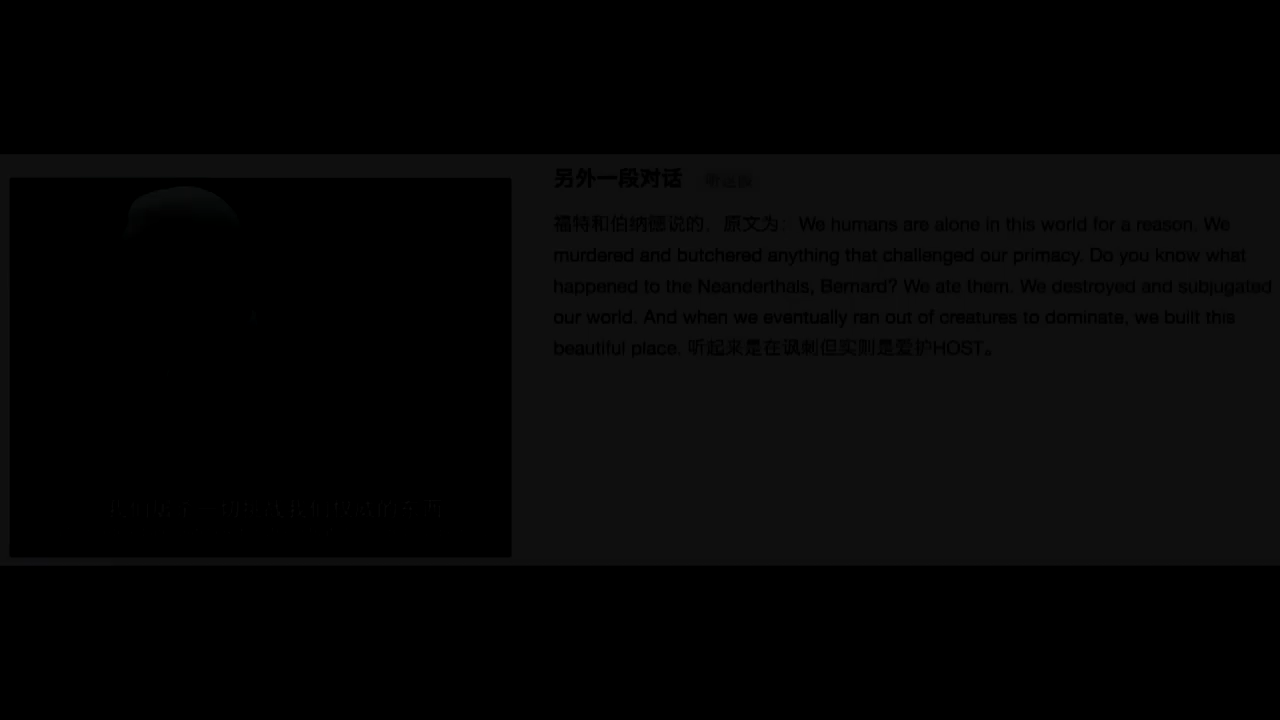 另外一段对话
福特和伯纳德说的，原文为：We humans are alone in this world for a reason. We
murdered and butchered anything that challenged our primacy. Do you know what
happened to the Neanderthals, Bernard? We ate them. We destroyed and subjugated
our world. And when we eventually ran out of creatures to dominate, we built this
beautiful place. 听起来是在讽刺但实则是爱护HOST。